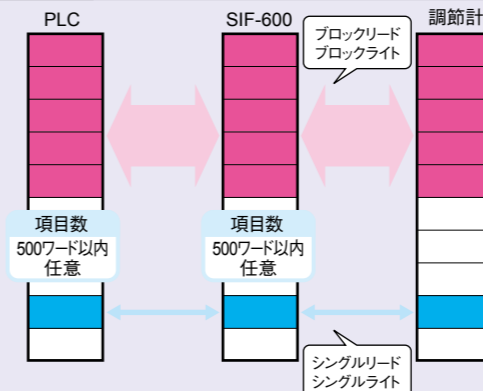 PLC
SIF-600
調節計
ブロックリード
ブロックライト
項目数
500ワード以内
任意
項目数
500ワード以内
任意
シングルリード
シングルライト